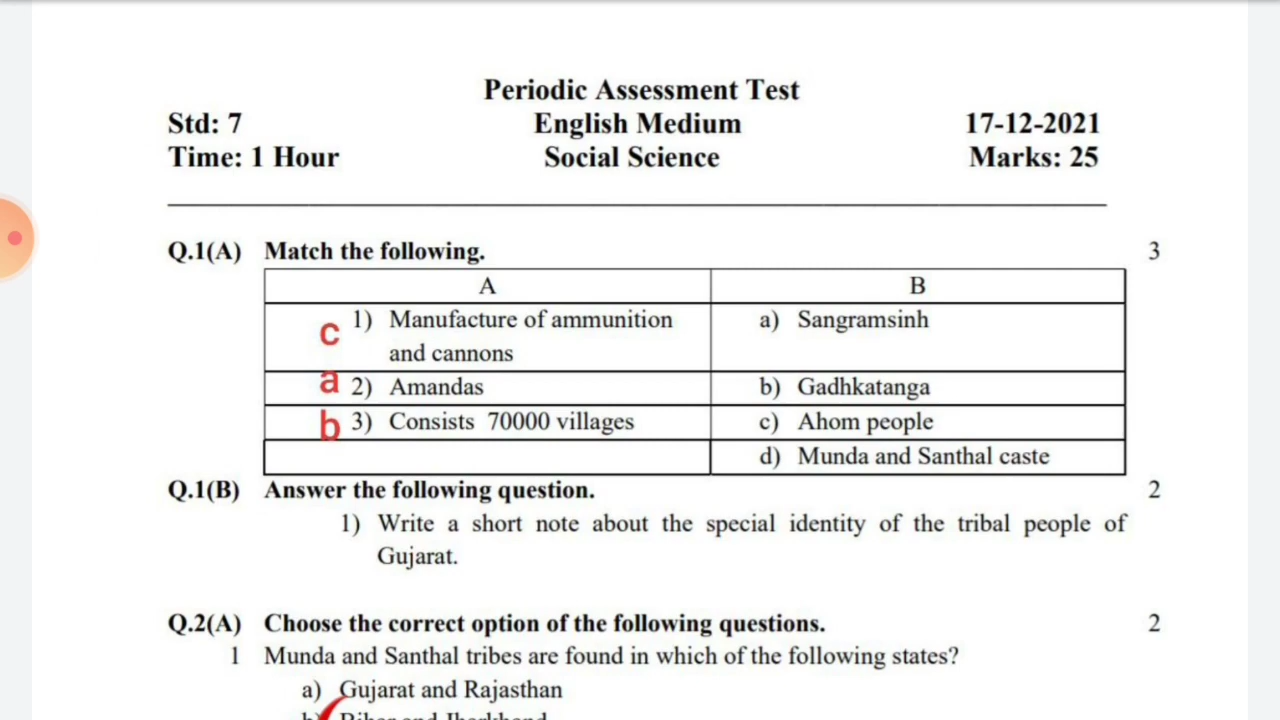 Periodic Assessment Test
Std: 7 English Medium 17-12-2021
Time: 1 Hour Social Science Marks: 25
Q.1(A) Match the following. 3
A B
c 1) Manufacture of ammunition a) Sangramsinh
and cannons
a 2) Amandas b) Gadhkatanga
b 3) Consists 70000 villages c) Ahom people
d) Munda and Santhal caste
Q.1(B) Answer the following question. 2
1) Write a short note about the special identity of the tribal people of
Gujarat.
Q.2(A) Choose the correct option of the following questions. 2
1 Munda and Santhal tribes are found in which of the following states?
a) Gujarat and Rajasthan
b) Bihar and Jharkhand